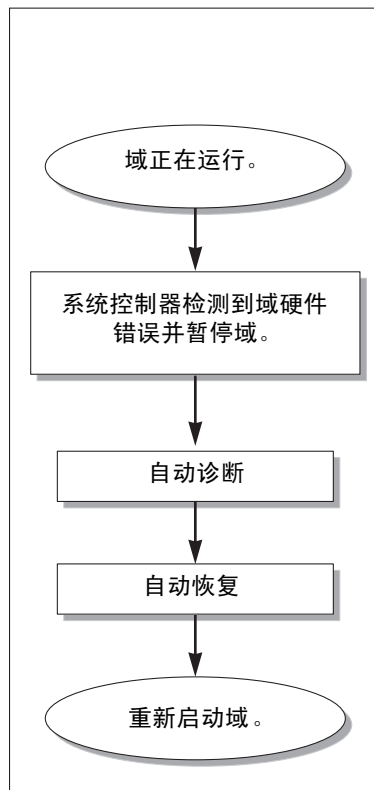 域正在运行。
系统控制器检测到域硬件
错误并暂停域。
自动诊断
自动恢复
重新启动域。